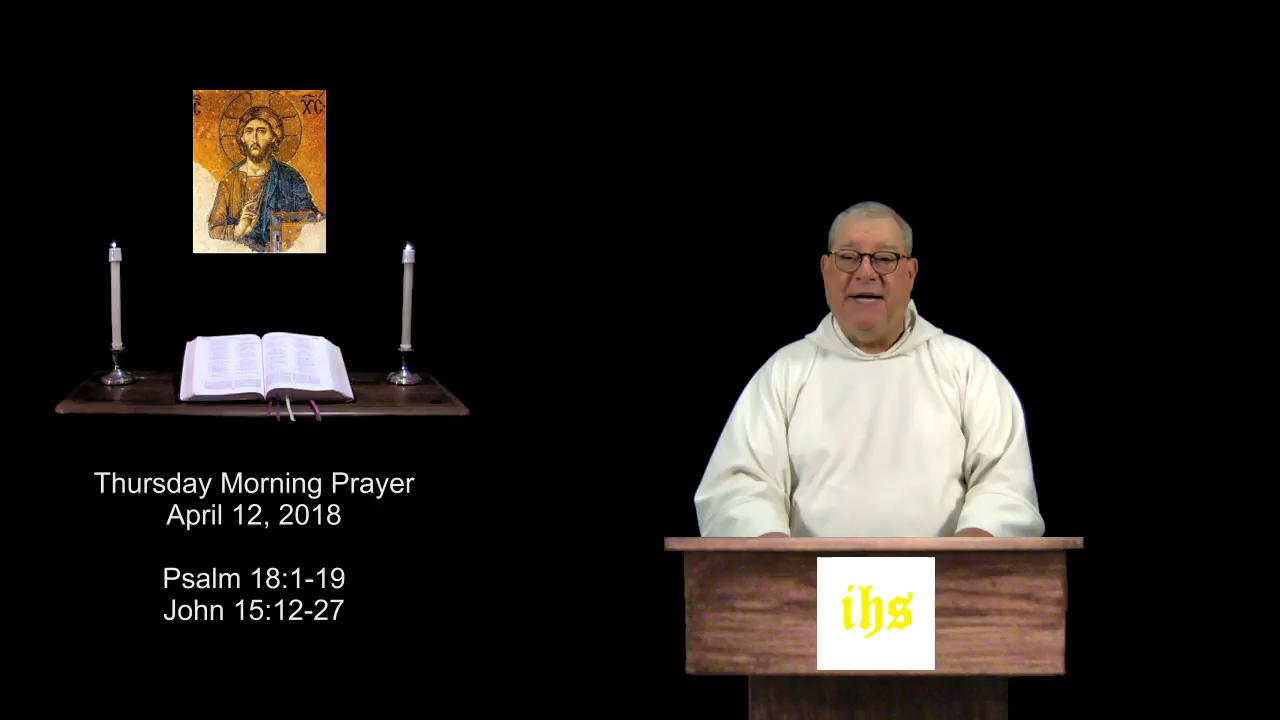 Thursday Morning Prayer
April 12, 2018
Psalm 18:1-19
John 15:12-27
ihs